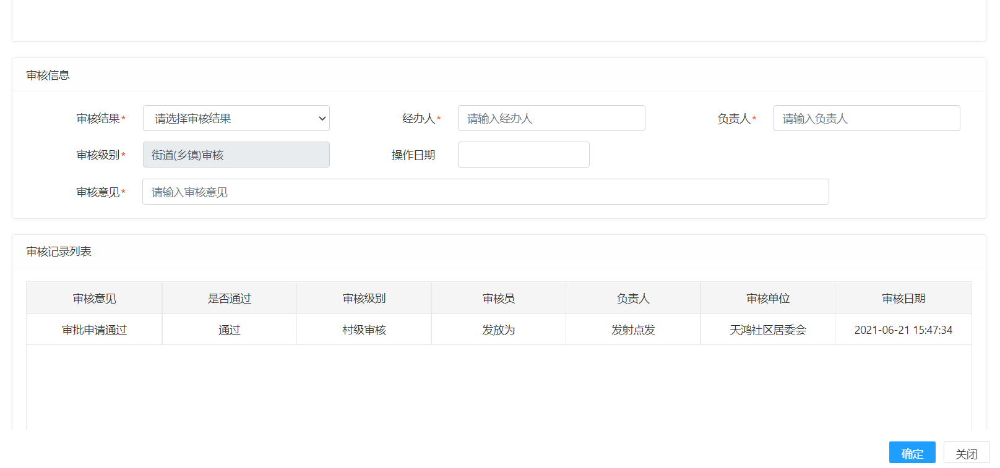 审核信息
审核结果* 请选择审核结果 经办人* 请输入经办人 负责人* 请输入负责人
审核级别* 街道(乡镇)审核 操作日期
审核意见* 请输入审核意见
审核记录列表
审核意见 是否通过 审核级别 审核员 负责人 审核单位 审核日期
审批申请通过 通过 村级审核 发放为 发射点发 天鸿社区居委会 2021-06-21 15:47:34
确定 关闭